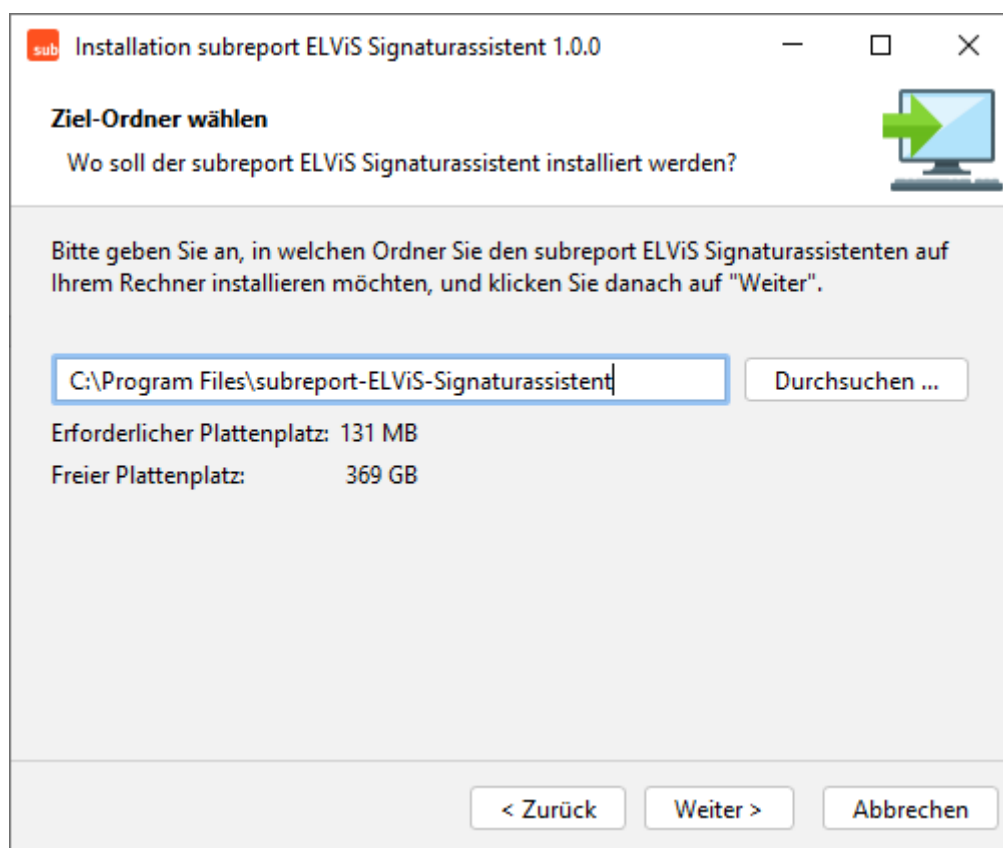 sub Installation subreport ELViS Signaturassistent 1.0.0
Ziel-Ordner wählen
Wo soll der subreport ELViS Signaturassistent installiert werden?
Bitte geben Sie an, in welchen Ordner Sie den subreport ELViS Signaturassistenten auf
Ihrem Rechner installieren möchten, und klicken Sie danach auf "Weiter".
C:\Program Files\subreport-ELViS-Signaturassistent Durchsuchen ...
Erforderlicher Plattenplatz: 131 MB
Freier Plattenplatz: 369 GB
< Zurück Weiter > Abbrechen